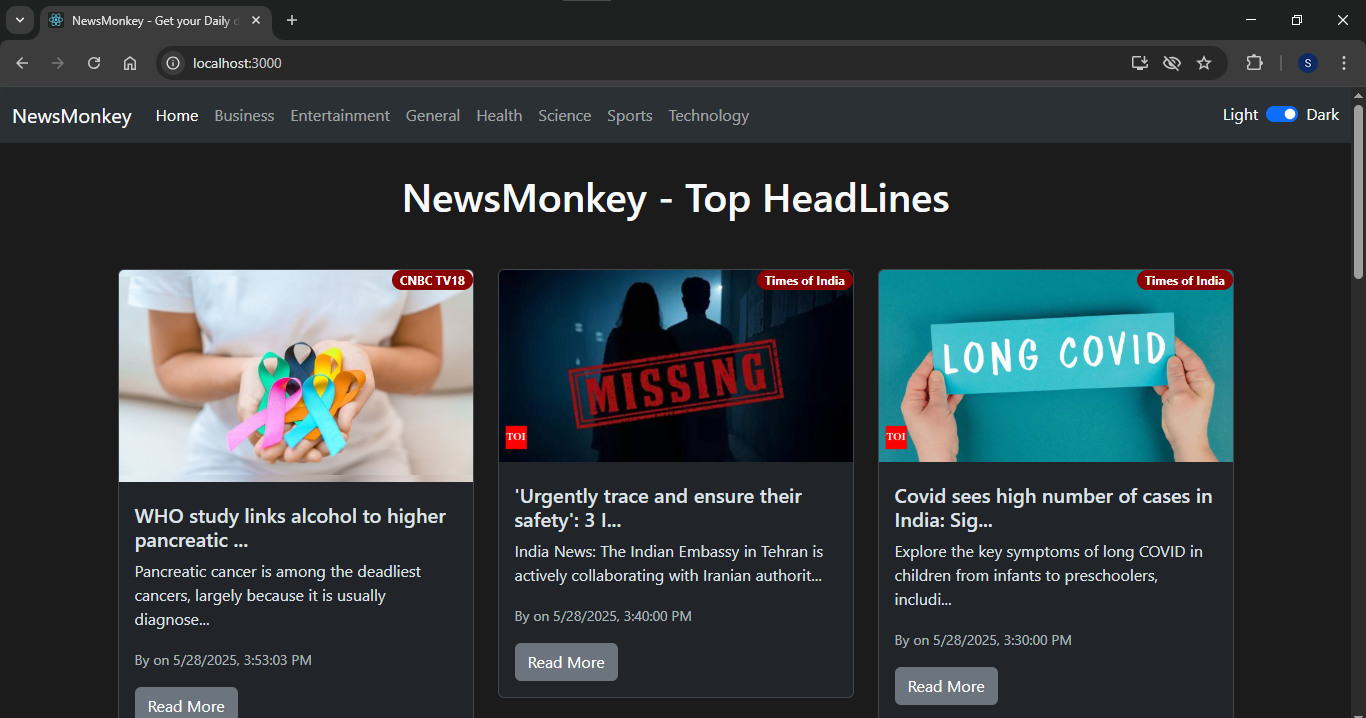 NewsMonkey - Get your Daily
localhost:3000
S
NewsMonkey Home Business Entertainment General Health Science Sports Technology Light Dark
NewsMonkey - Top HeadLines
CNBC TV18
WHO study links alcohol to higher
pancreatic ...
Pancreatic cancer is among the deadliest
cancers, largely because it is usually
diagnose...
By on 5/28/2025, 3:53:03 PM
Read More
Times of India
MISSING
TOI
'Urgently trace and ensure their
safety': 3 I...
India News: The Indian Embassy in Tehran is
actively collaborating with Iranian authorit...
By on 5/28/2025, 3:40:00 PM
Read More
Times of India
LONG COVID
TOI
Covid sees high number of cases in
India: Sig...
Explore the key symptoms of long COVID in
children from infants to preschoolers,
includi...
By on 5/28/2025, 3:30:00 PM
Read More